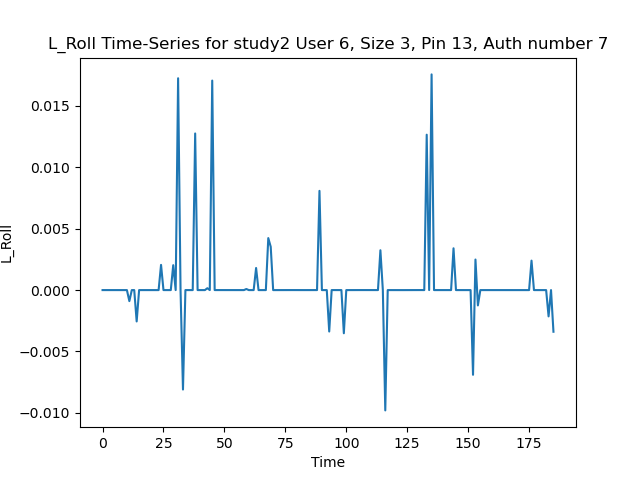 L_Roll Time-Series for study2 User 6, Size 3, Pin 13, Auth number 7
L_Roll
0.015
0.010
0.005
0.000
−0.005
−0.010
0 25 50 75 100 125 150 175
Time